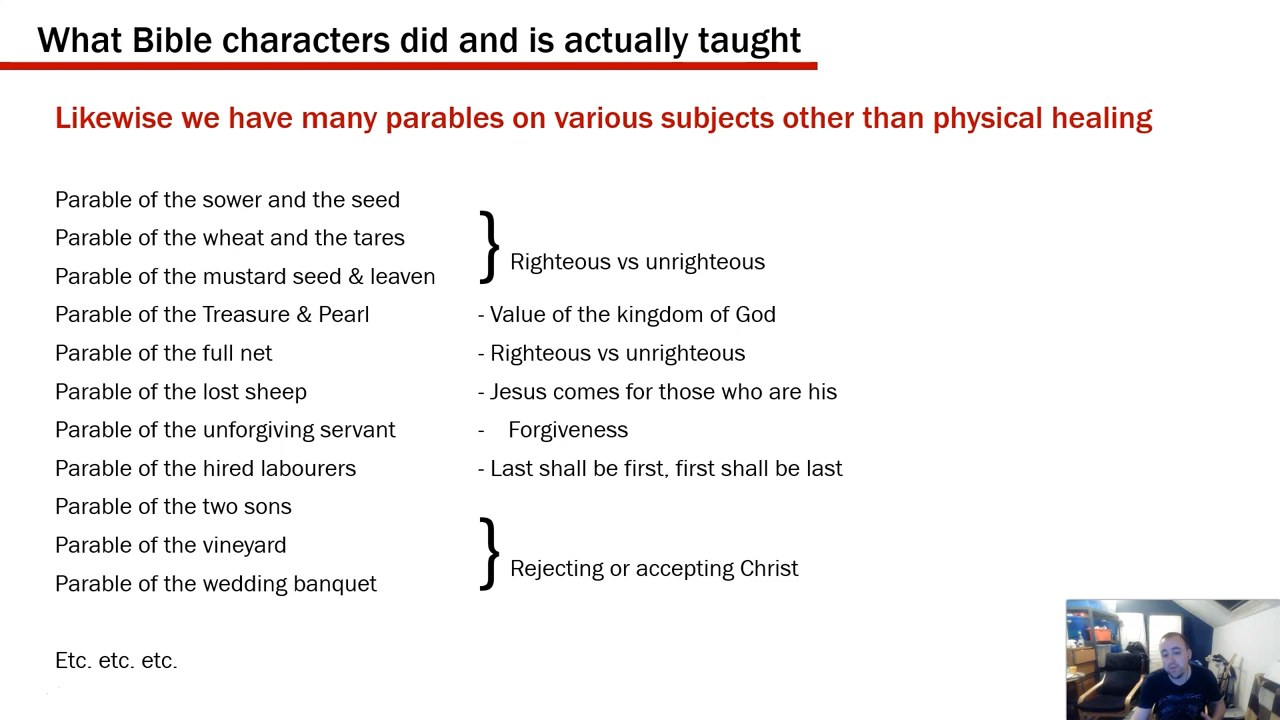 What Bible characters did and is actually taught
Likewise we have many parables on various subjects other than physical healing
Parable of the sower and the seed
Parable of the wheat and the tares
} Righteous vs unrighteous
Parable of the mustard seed & leaven
Parable of the Treasure & Pearl - Value of the kingdom of God
Parable of the full net - Righteous vs unrighteous
Parable of the lost sheep - Jesus comes for those who are his
Parable of the unforgiving servant - Forgiveness
Parable of the hired labourers - Last shall be first, first shall be last
Parable of the two sons
Parable of the vineyard
} Rejecting or accepting Christ
Parable of the wedding banquet
Etc. etc. etc.